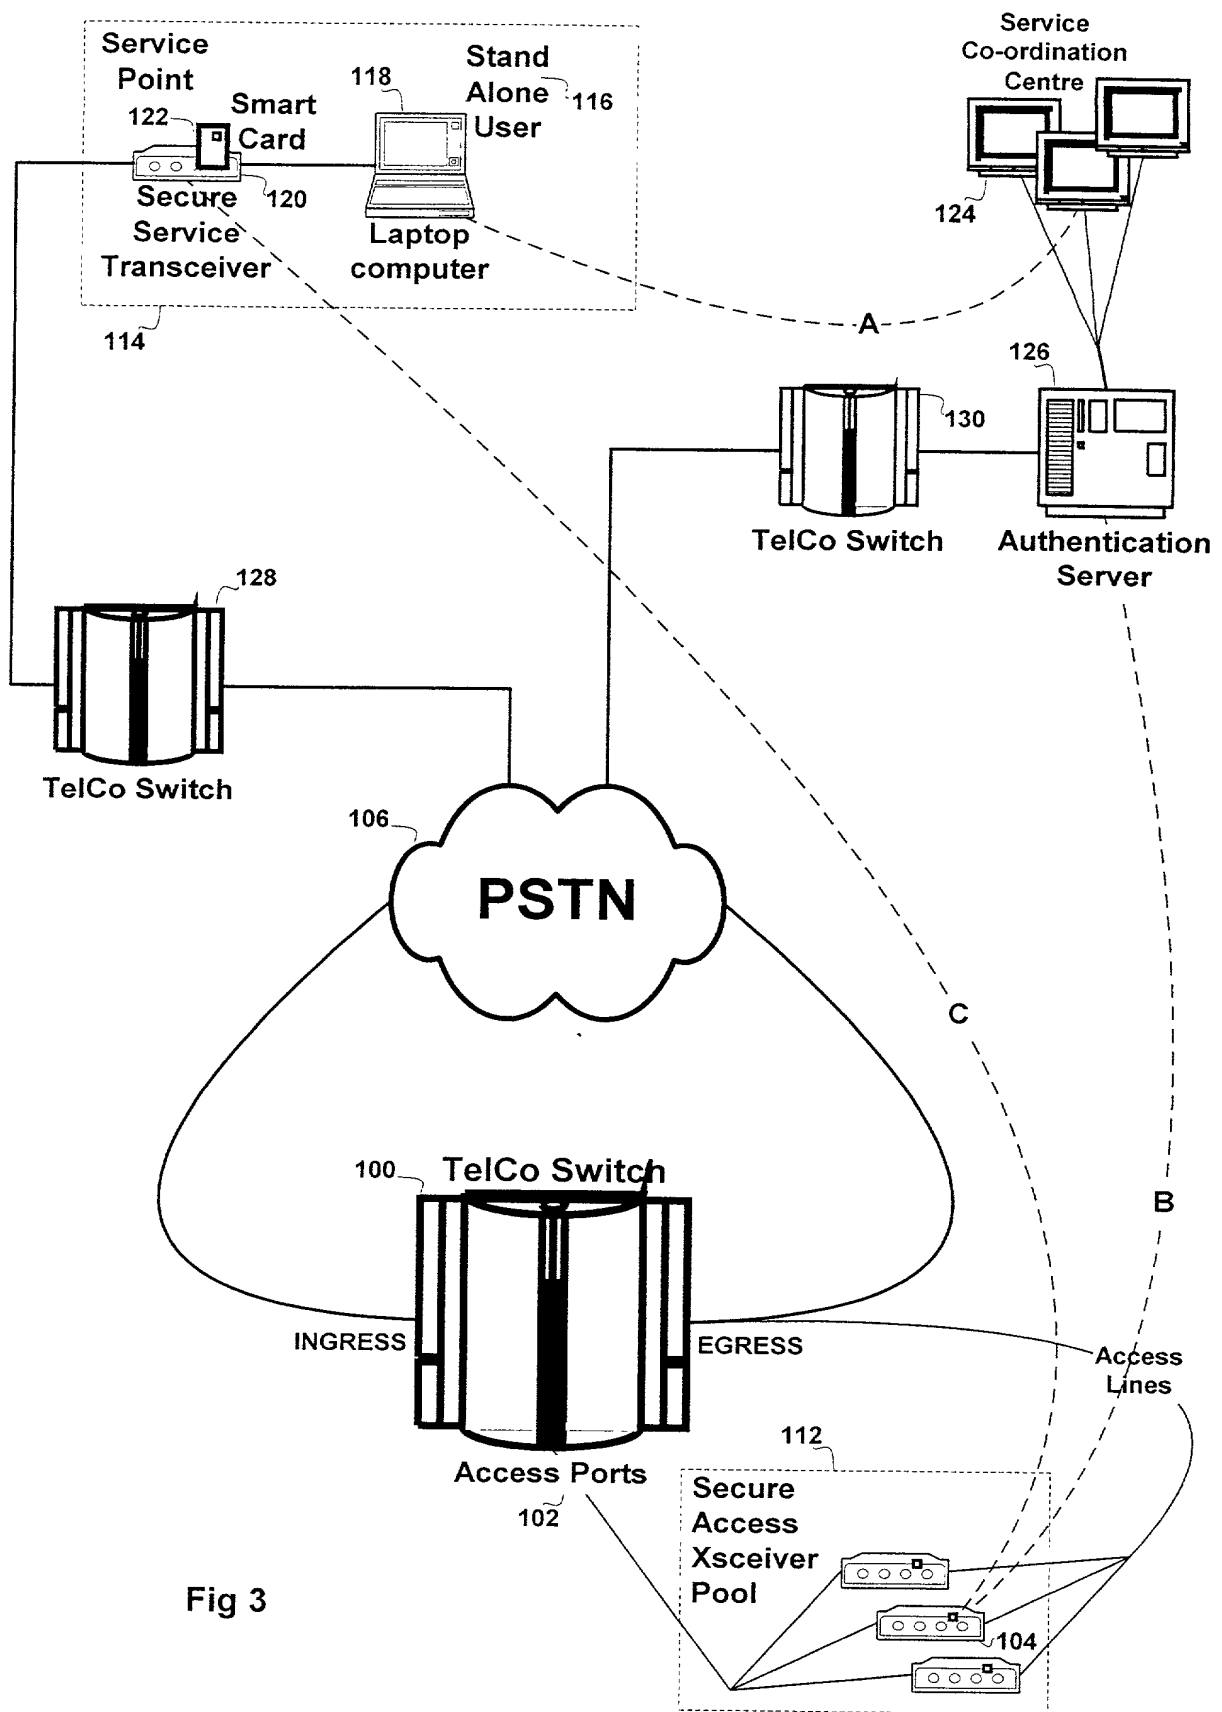 Service
Point
122
Smart
Card
118
Stand
Alone
User
116
120
Secure
Service
Transceiver
Laptop
computer
114
Service
Co-ordination
Centre
124
A
126
130
TelCo Switch
Authentication
Server
128
TelCo Switch
106
PSTN
C
B
100
TelCo Switch
INGRESS
EGRESS
Access
Lines
Access Ports
102
112
Secure
Access
Xsceiver
Pool
104
Fig 3